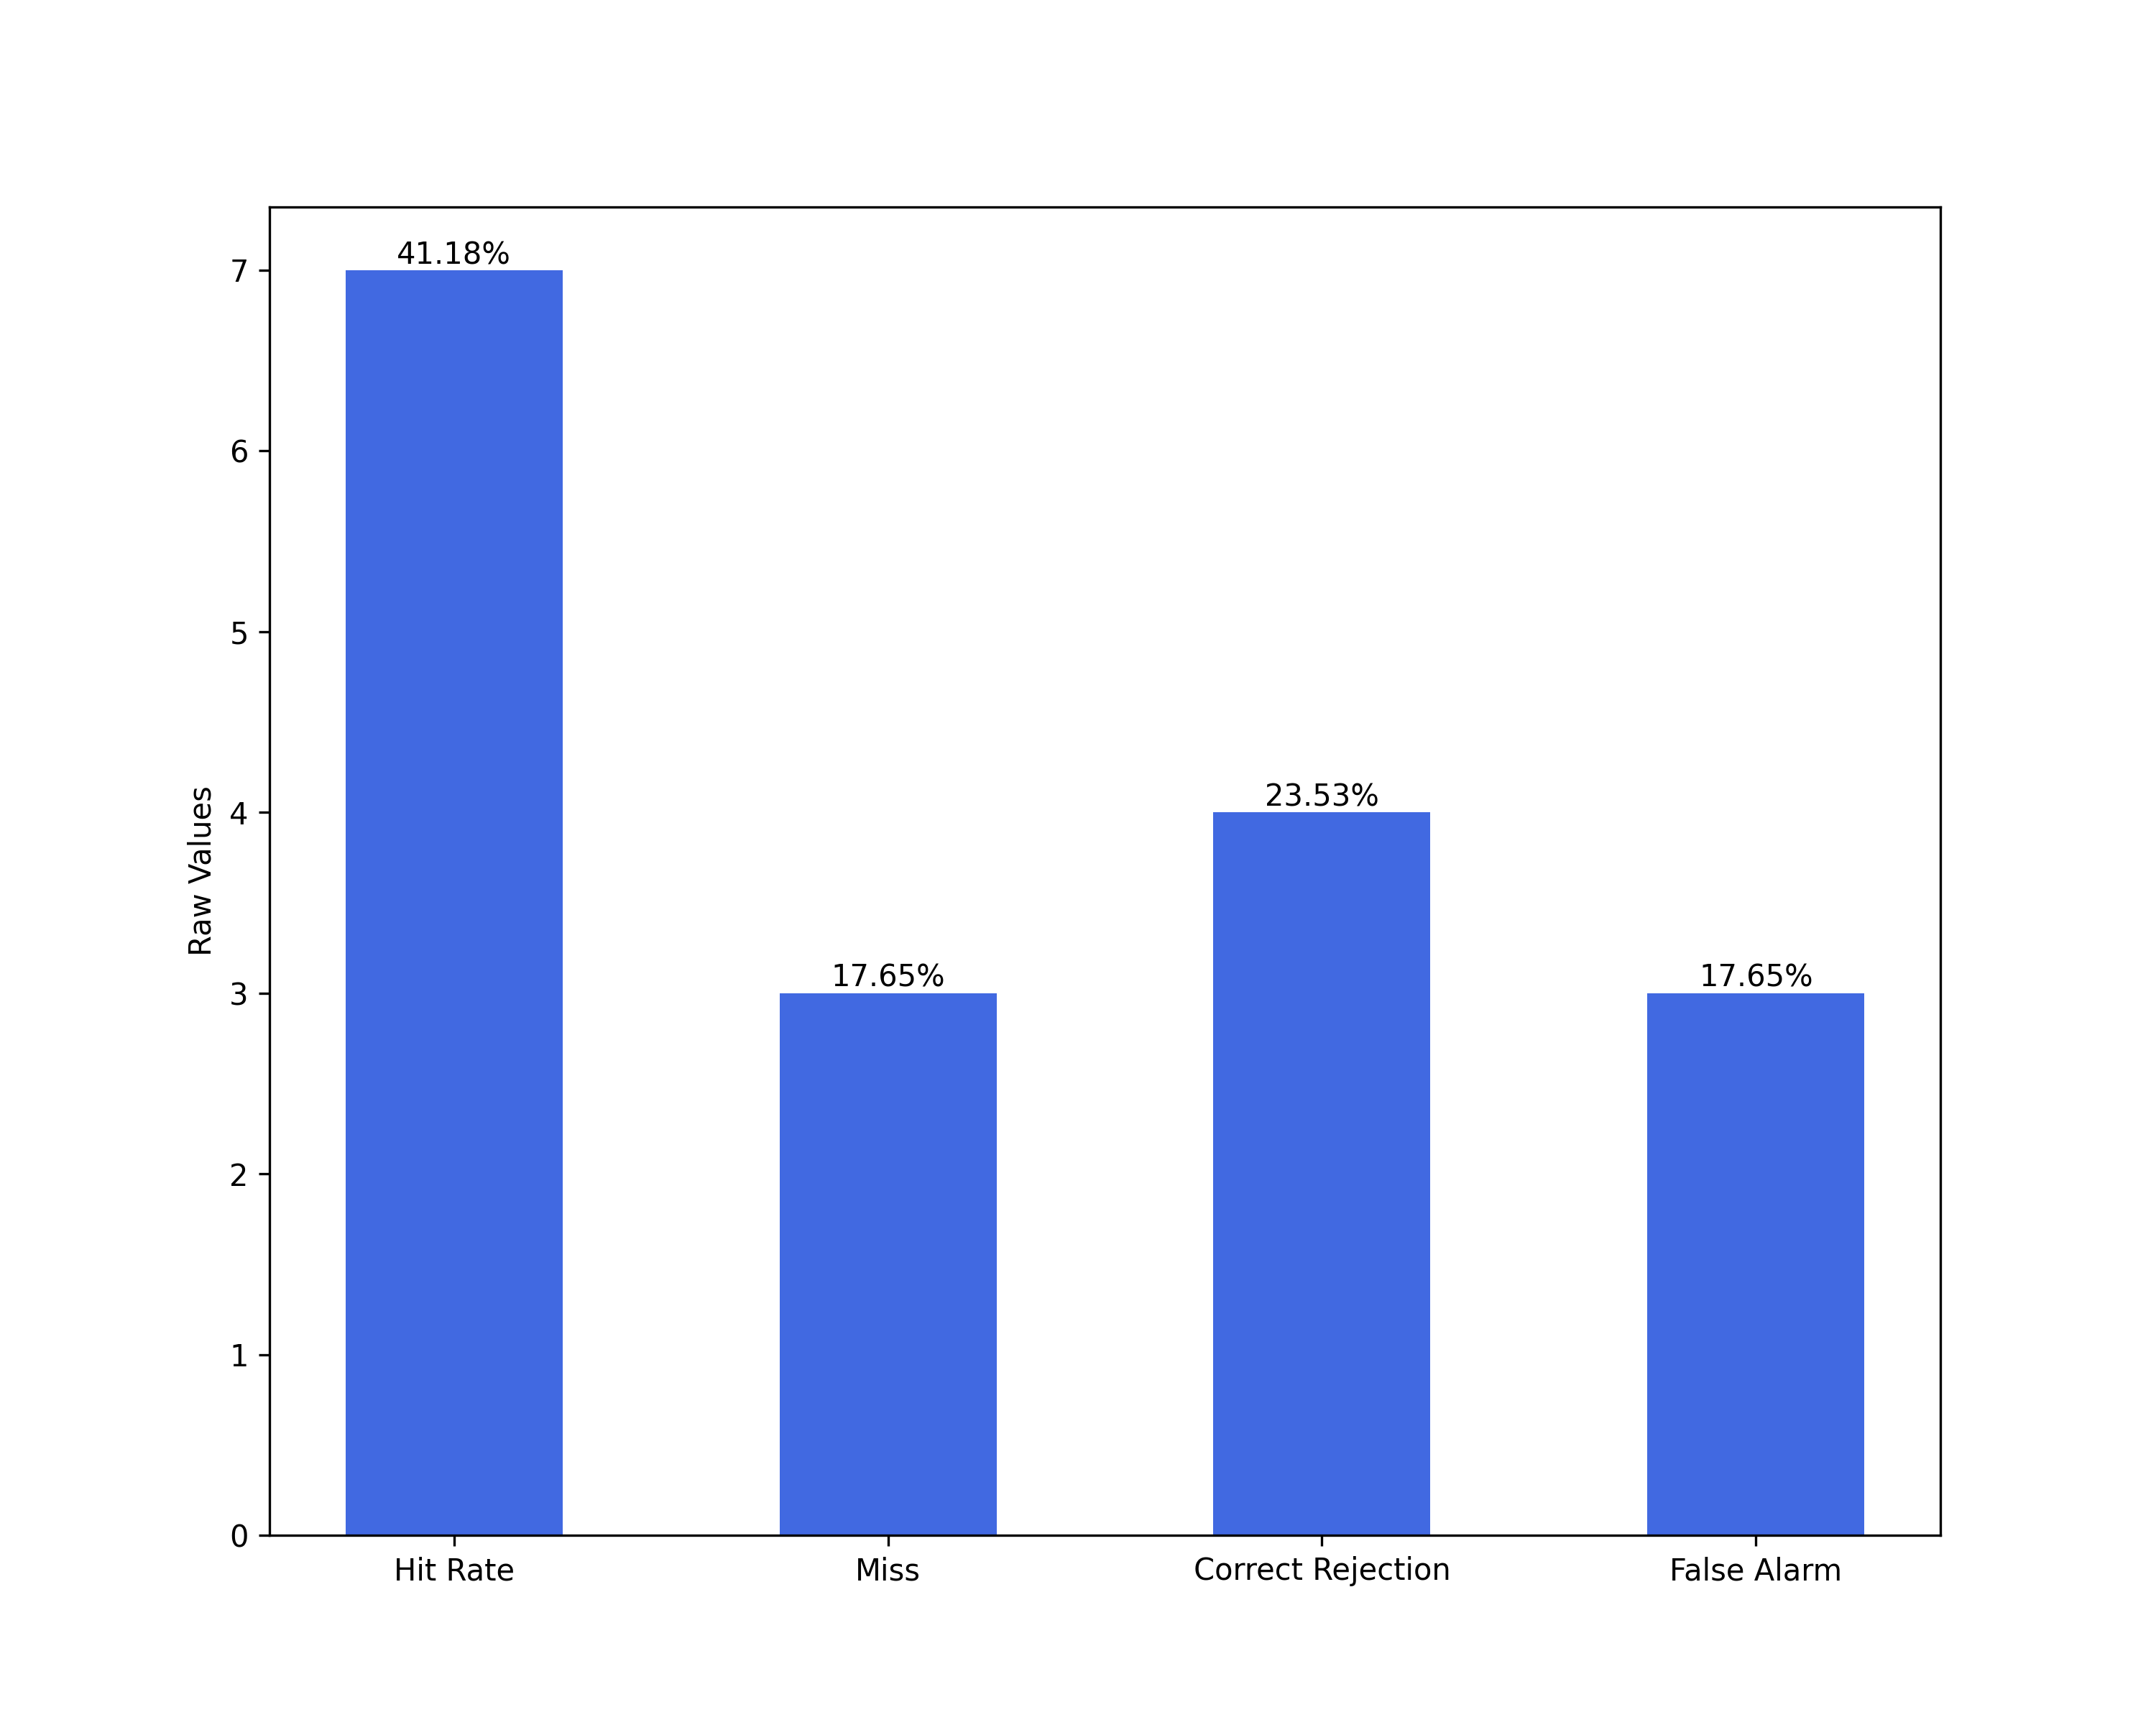 41.18%
7
6
5
23.53%
4
Raw Values
17.65%
17.65%
3
2
1
0
Hit Rate
Miss
Correct Rejection
False Alarm